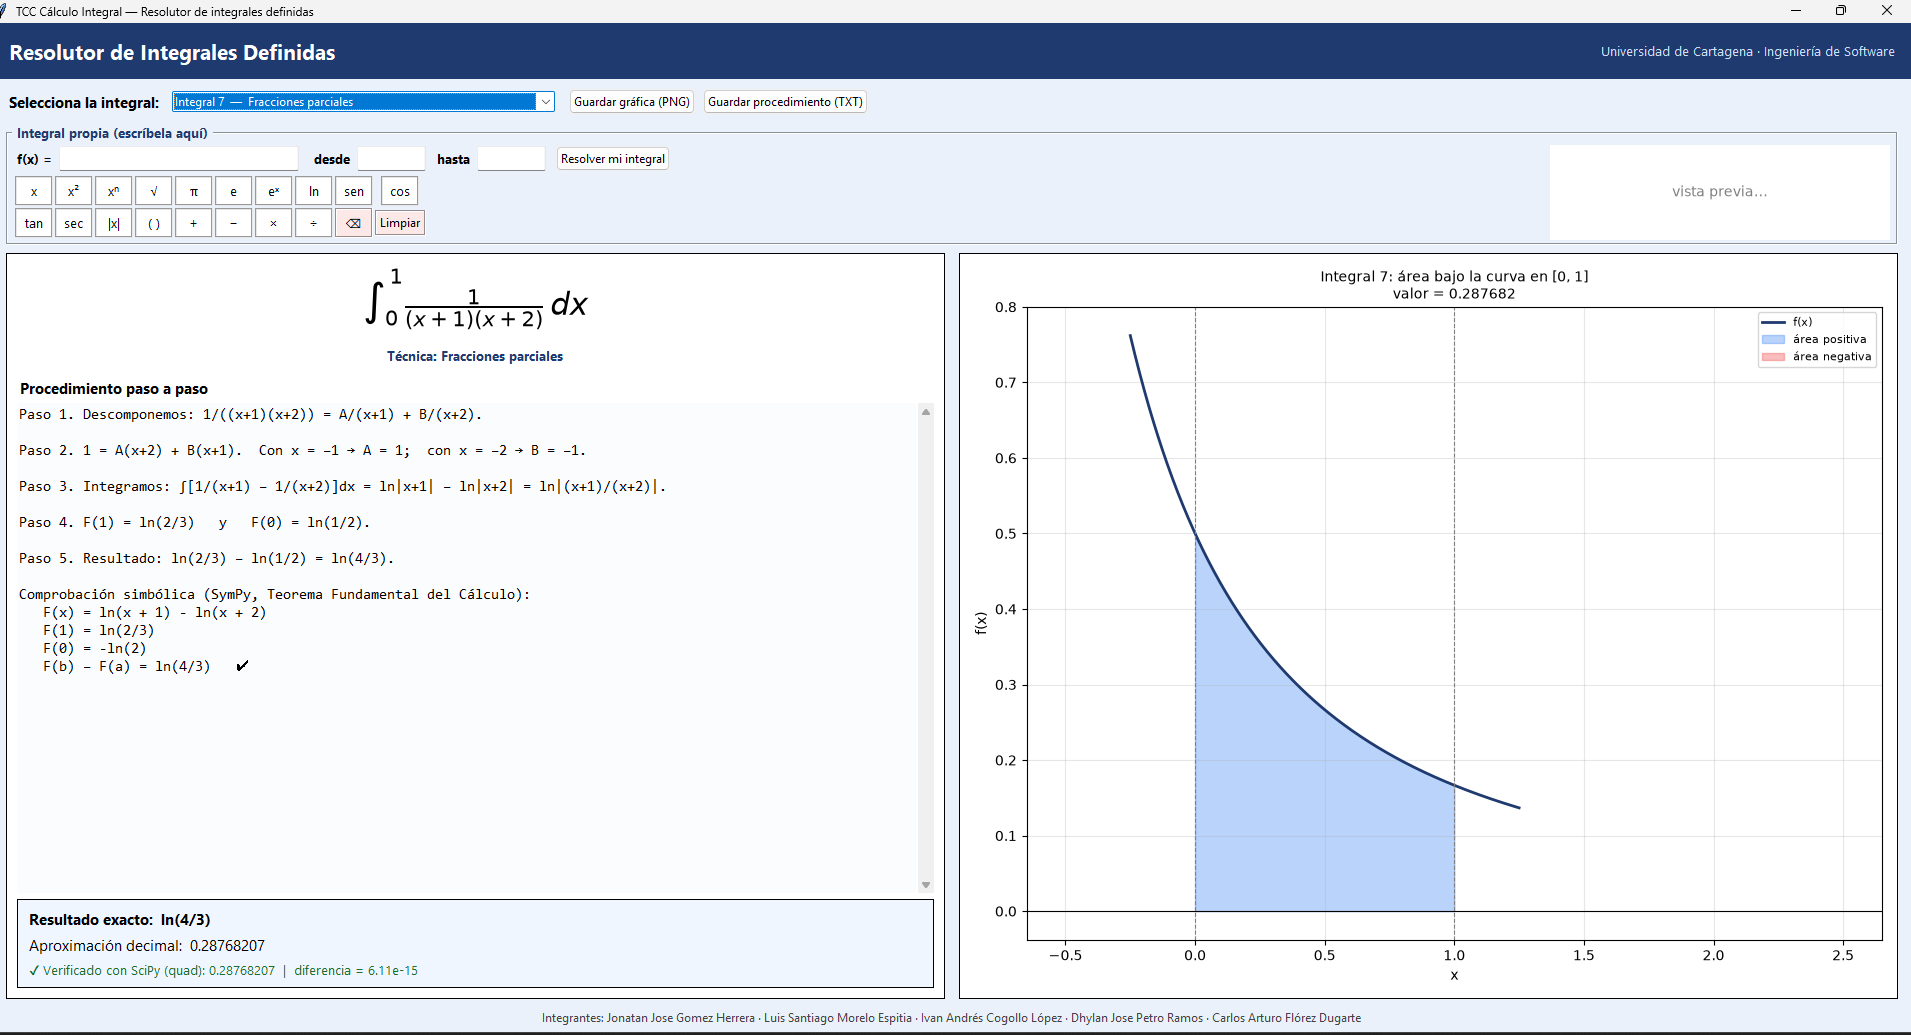 TCC Cálculo Integral — Resolutor de integrales definidas
Resolutor de Integrales Definidas
Universidad de Cartagena · Ingeniería de Software
Selecciona la integral: Integral 7 — Fracciones parciales Guardar gráfica (PNG) Guardar procedimiento (TXT)
Integral propia (escríbela aquí)
f(x) = desde hasta Resolver mi integral
vista previa...
x x² xⁿ √ π e eˣ ln sen cos
tan sec |x| ( ) + − × ÷ ⌫ Limpiar
∫₀¹ 1/((x + 1)(x + 2)) dx
Técnica: Fracciones parciales
Procedimiento paso a paso
Paso 1. Descomponemos: 1/((x+1)(x+2)) = A/(x+1) + B/(x+2).
Paso 2. 1 = A(x+2) + B(x+1). Con x = −1 → A = 1; con x = −2 → B = −1.
Paso 3. Integramos: ∫[1/(x+1) − 1/(x+2)]dx = ln|x+1| − ln|x+2| = ln|(x+1)/(x+2)|.
Paso 4. F(1) = ln(2/3) y F(0) = ln(1/2).
Paso 5. Resultado: ln(2/3) − ln(1/2) = ln(4/3).
Comprobación simbólica (SymPy, Teorema Fundamental del Cálculo):
F(x) = ln(x + 1) - ln(x + 2)
F(1) = ln(2/3)
F(0) = -ln(2)
F(b) − F(a) = ln(4/3) ✔
Resultado exacto: ln(4/3)
Aproximación decimal: 0.28768207
✓ Verificado con SciPy (quad): 0.28768207 | diferencia = 6.11e-15
Integral 7: área bajo la curva en [0, 1]
valor = 0.287682
f(x)
área positiva
área negativa
0.8
0.7
0.6
0.5
0.4
0.3
0.2
0.1
0.0
f(x)
−0.5 0.0 0.5 1.0 1.5 2.0 2.5
x
Integrantes: Jonatan Jose Gomez Herrera · Luis Santiago Morelo Espitia · Ivan Andrés Cogollo López · Dhylan Jose Petro Ramos · Carlos Arturo Flórez Dugarte